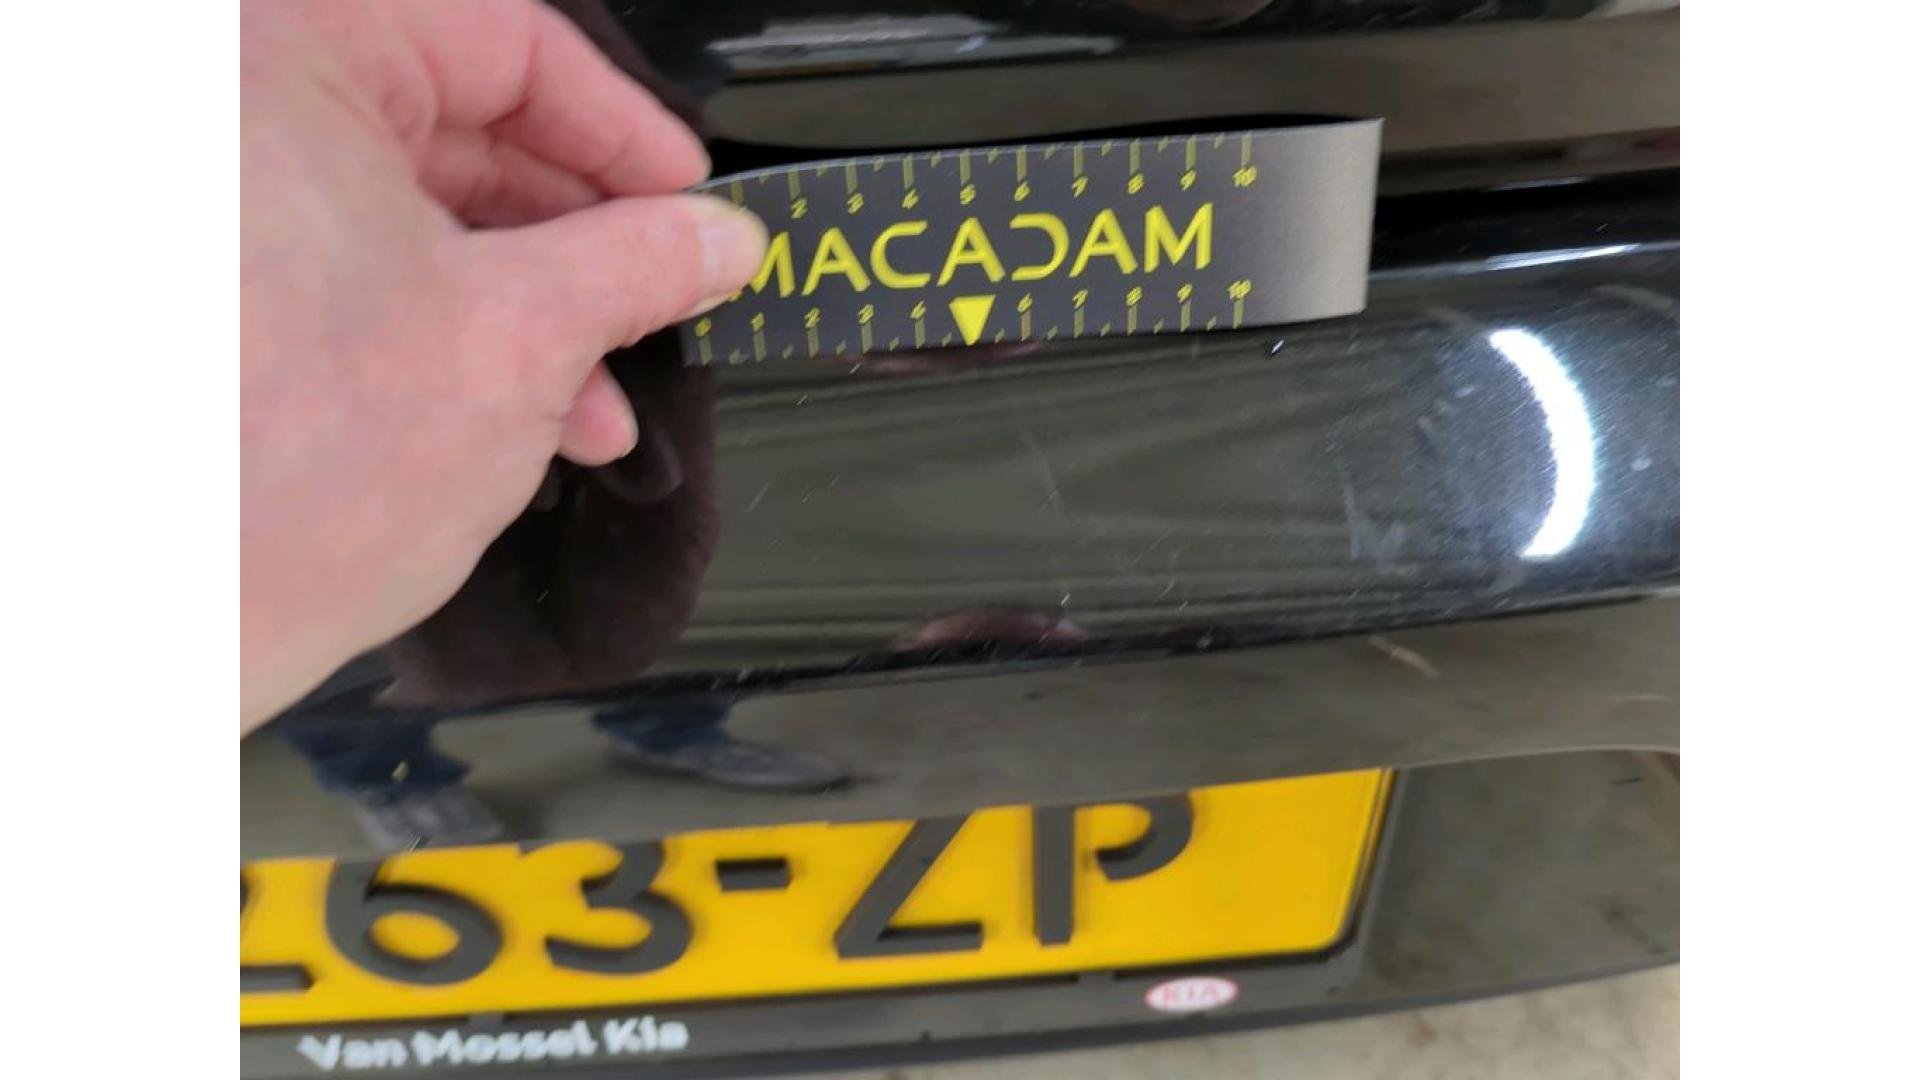 2 3 4 5 6 7 8 9 10
MACADAM
0 1 2 3 4 6 7 8 9 10
263-ZP
Van Mossel Kia
KIA